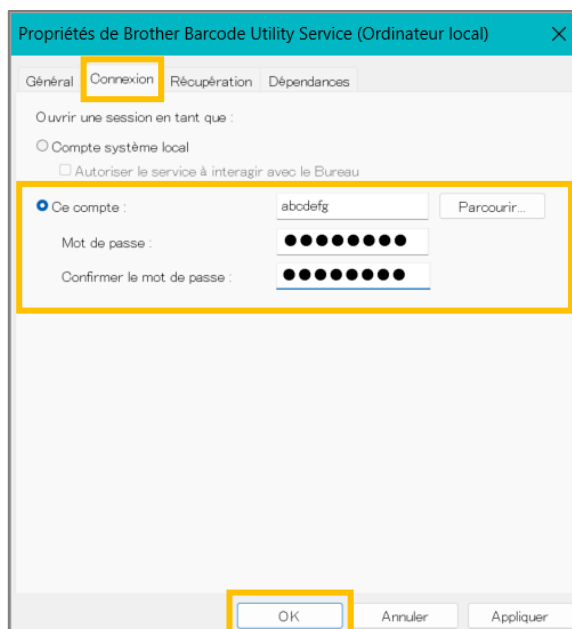 Propriétés de Brother Barcode Utility Service (Ordinateur local)
Général Connexion Récupération Dépendances
Ouvrir une session en tant que :
Compte système local
Autoriser le service à interagir avec le Bureau
Ce compte : abcdefg Parcourir...
Mot de passe : ●●●●●●●●
Confirmer le mot de passe : ●●●●●●●●
OK Annuler Appliquer